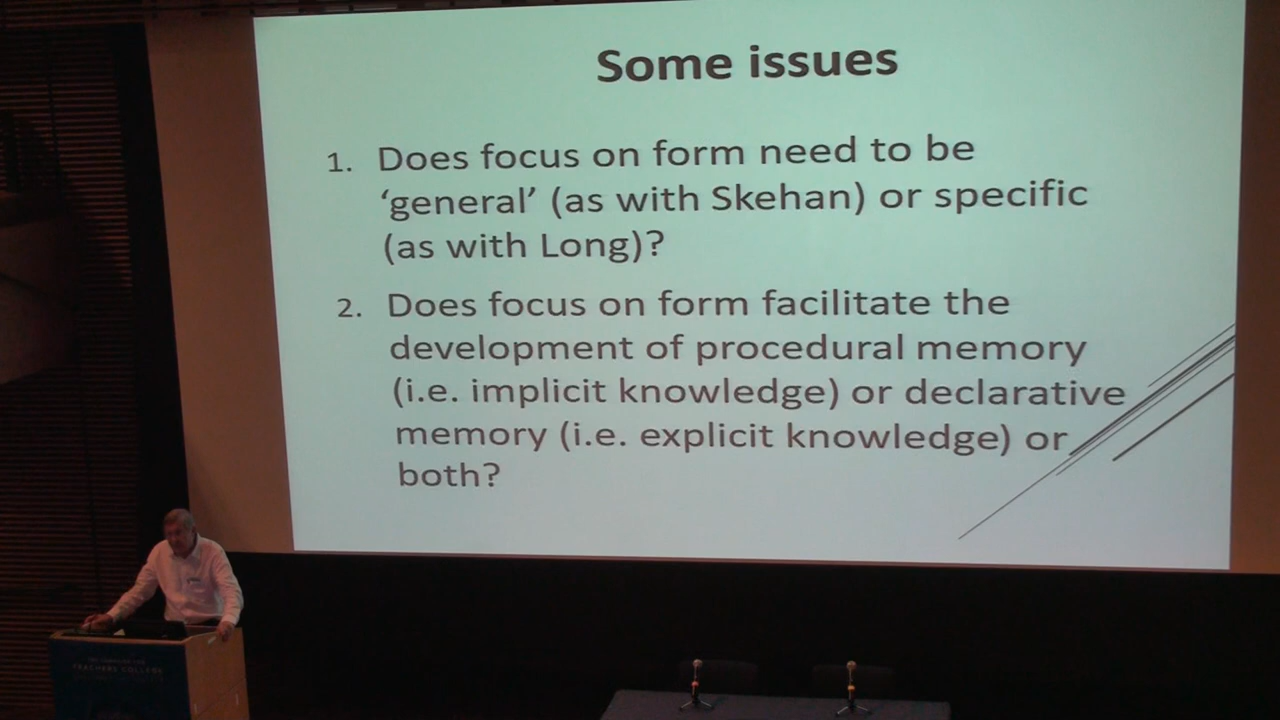 Some issues
1. Does focus on form need to be
‘general’ (as with Skehan) or specific
(as with Long)?
2. Does focus on form facilitate the
development of procedural memory
(i.e. implicit knowledge) or declarative
memory (i.e. explicit knowledge) or
both?
TEACHERS COLLEGE